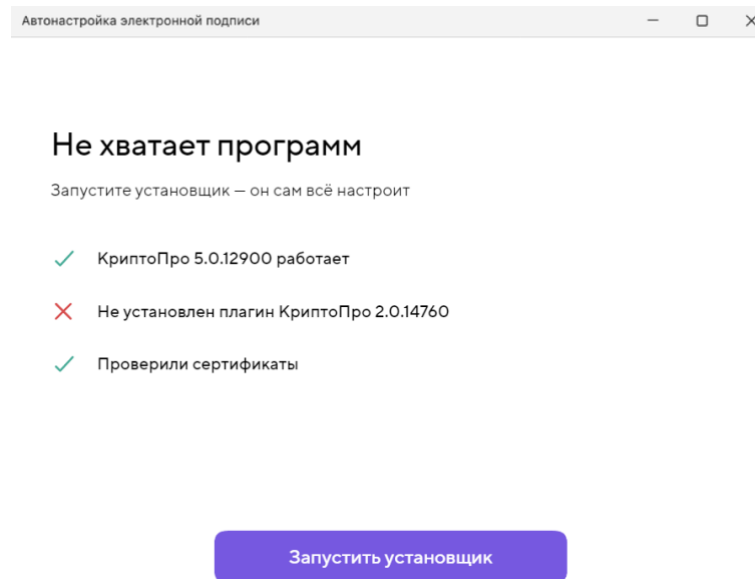 Автонастройка электронной подписи
Не хватает программ
Запустите установщик — он сам всё настроит
КриптоПро 5.0.12900 работает
Не установлен плагин КриптоПро 2.0.14760
Проверили сертификаты
Запустить установщик